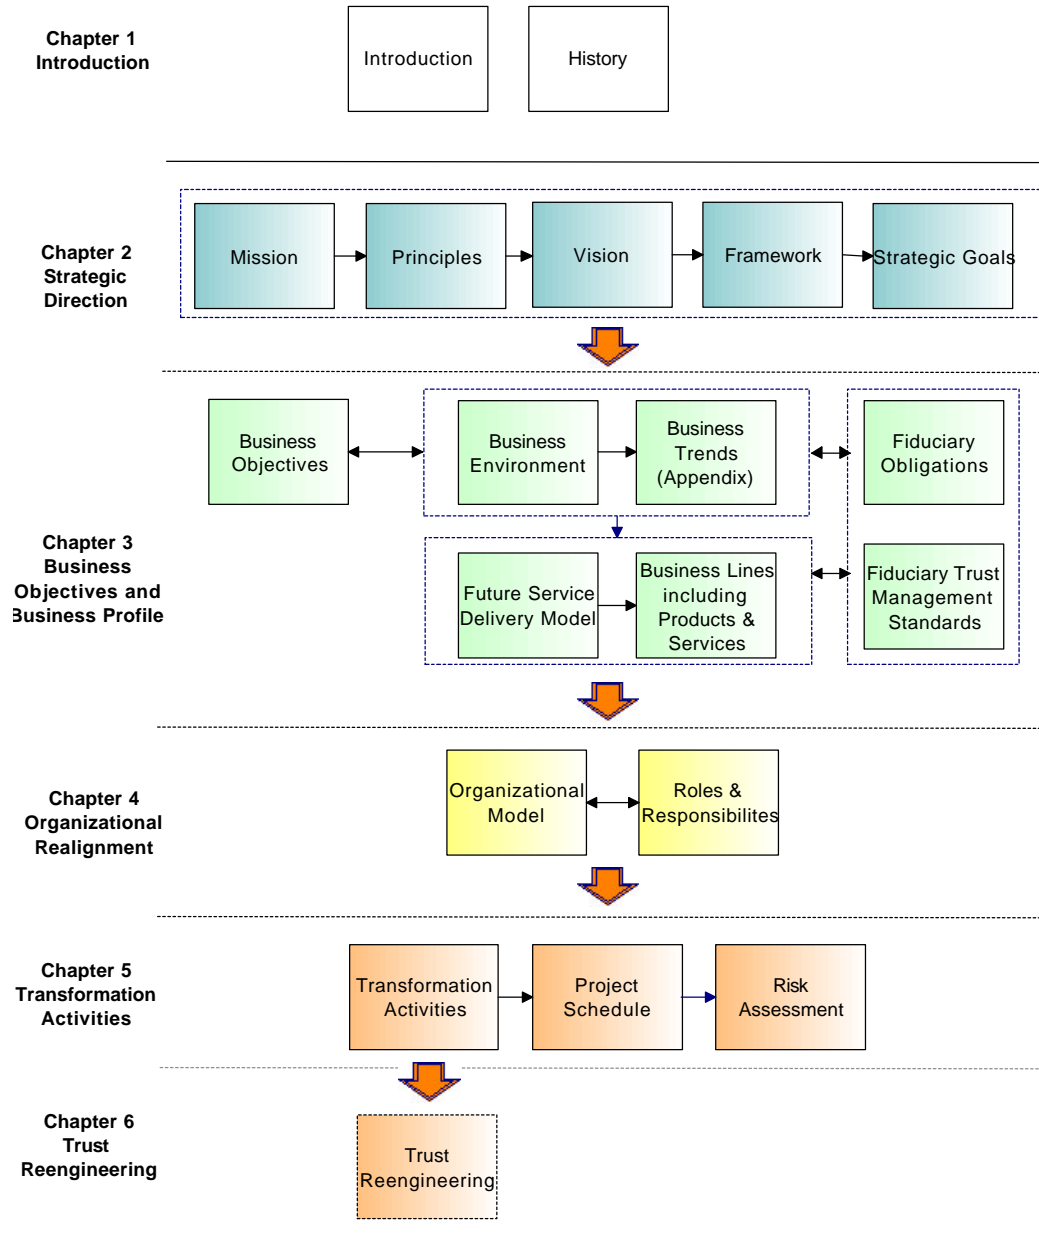 Chapter 1
Introduction
Introduction
History
Chapter 2
Strategic
Direction
Mission
Principles
Vision
Framework
Strategic Goals
Chapter 3
Business
Objectives and
Business Profile
Business
Objectives
Business
Environment
Business
Trends
(Appendix)
Fiduciary
Obligations
Future Service
Delivery Model
Business Lines
including
Products &
Services
Fiduciary Trust
Management
Standards
Chapter 4
Organizational
Realignment
Organizational
Model
Roles &
Responsibilites
Chapter 5
Transformation
Activities
Transformation
Activities
Project
Schedule
Risk
Assessment
Chapter 6
Trust
Reengineering
Trust
Reengineering